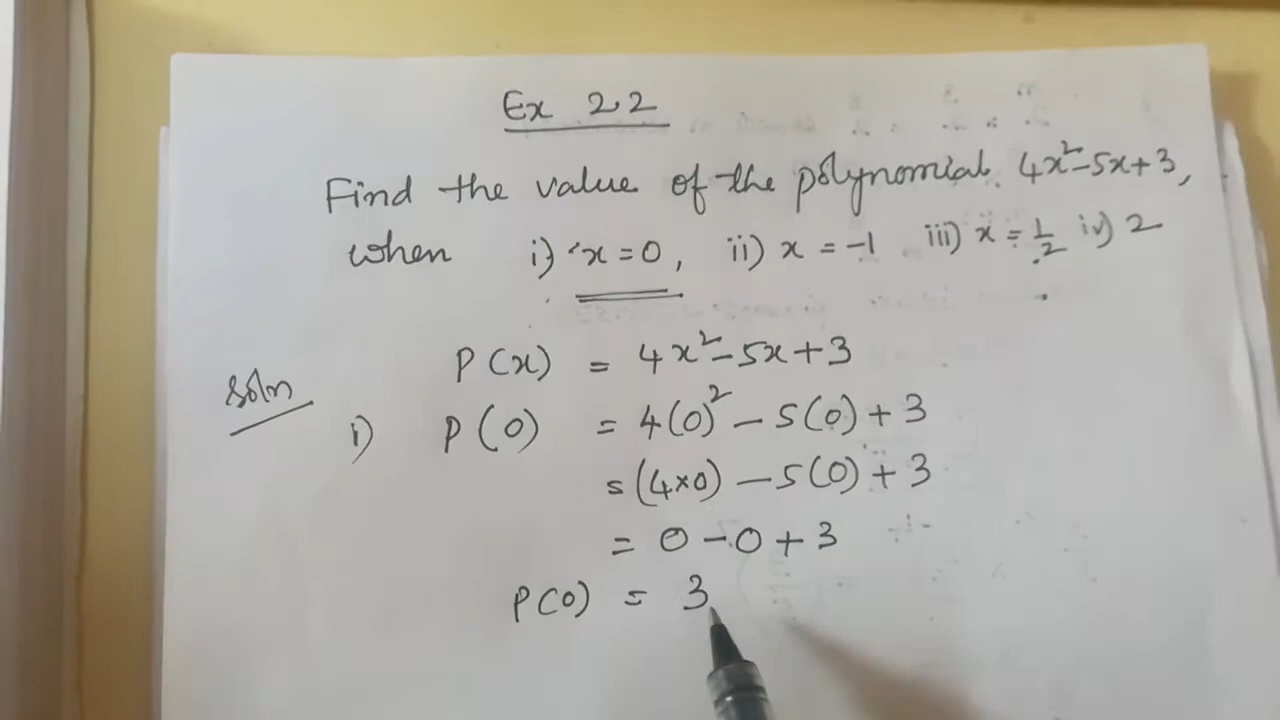 Ex 2.2
Find the value of the polynomial 4x²-5x+3,
when i) x=0, ii) x = -1 iii) x = 1/2 iv) 2
Soln
P(x) = 4x²-5x+3
i) P(0) = 4(0)² - 5(0) + 3
= (4×0) - 5(0) + 3
= 0-0+3
P(0) = 3